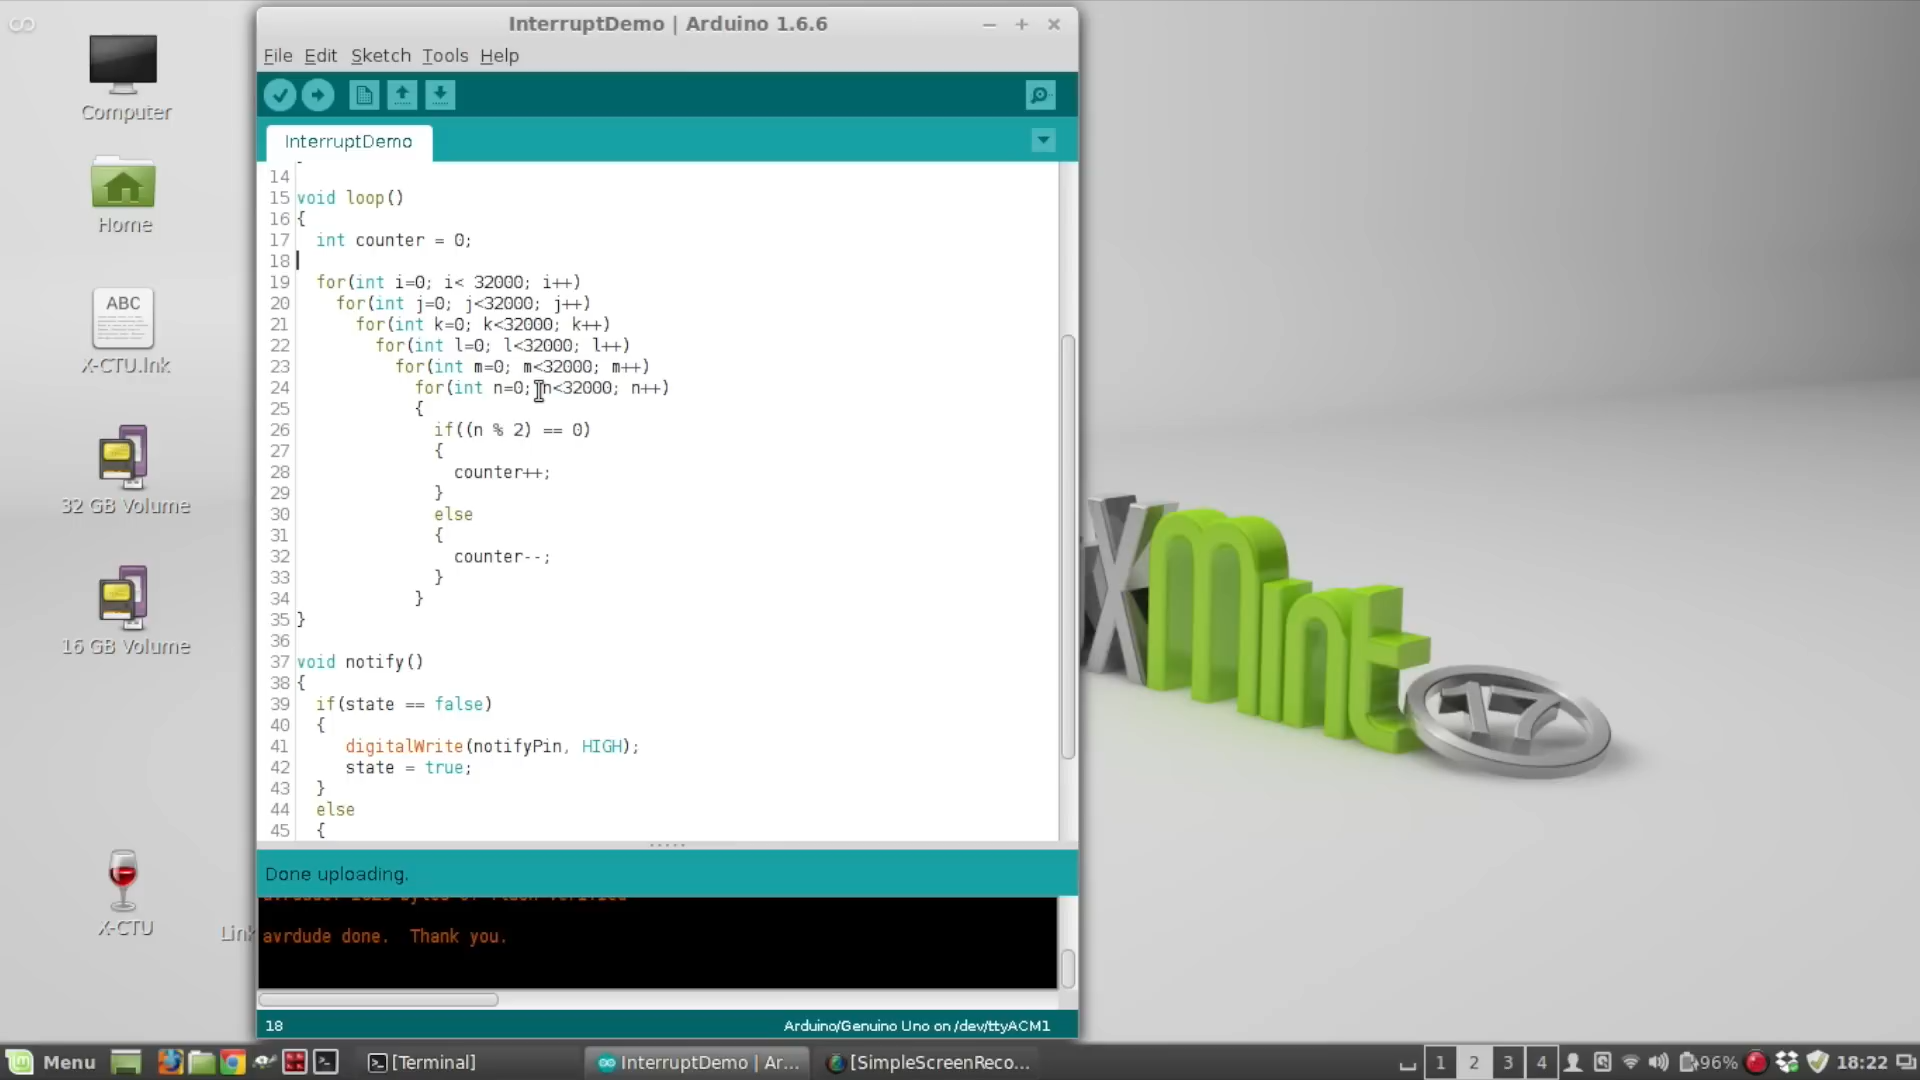 InterruptDemo | Arduino 1.6.6
File Edit Sketch Tools Help
InterruptDemo
14
15 void loop()
16 {
17 int counter = 0;
18
19 for(int i=0; i< 32000; i++)
20 for(int j=0; j<32000; j++)
21 for(int k=0; k<32000; k++)
22 for(int l=0; l<32000; l++)
23 for(int m=0; m<32000; m++)
24 for(int n=0; n<32000; n++)
25 {
26 if((n % 2) == 0)
27 {
28 counter++;
29 }
30 else
31 {
32 counter--;
33 }
34 }
35 }
36
37 void notify()
38 {
39 if(state == false)
40 {
41 digitalWrite(notifyPin, HIGH);
42 state = true;
43 }
44 else
45 {
Done uploading.
avrdude done. Thank you.
18 Arduino/Genuino Uno on /dev/ttyACM1
Computer
Home
ABC
X-CTU.lnk
32 GB Volume
16 GB Volume
X-CTU
Link
X Mint 17
Menu [Terminal] InterruptDemo | Ar... [SimpleScreenReco... 1 2 3 4 96% 18:22